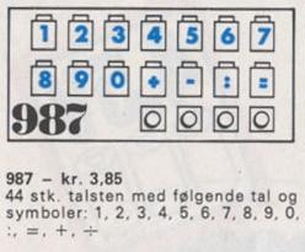 1 2 3 4 5 6 7
8 9 0 + - : =
987
987 – kr. 3,85
44 stk. talsten med følgende tal og
symboler: 1, 2, 3, 4, 5, 6, 7, 8, 9, 0,
:, =, +, ÷